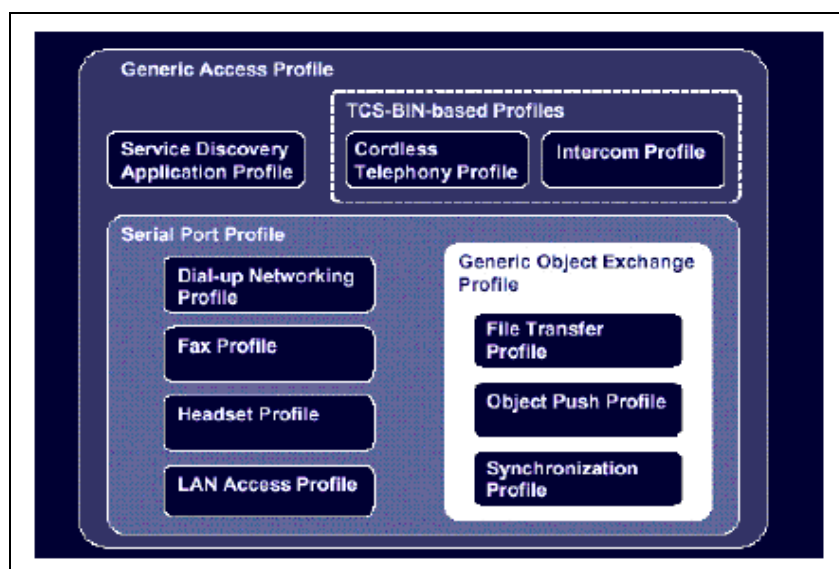 Generic Access Profile
TCS-BIN-based Profiles
Service Discovery
Application Profile
Cordless
Telephony Profile
Intercom Profile
Serial Port Profile
Dial-up Networking
Profile
Fax Profile
Headset Profile
LAN Access Profile
Generic Object Exchange
Profile
File Transfer
Profile
Object Push Profile
Synchronization
Profile